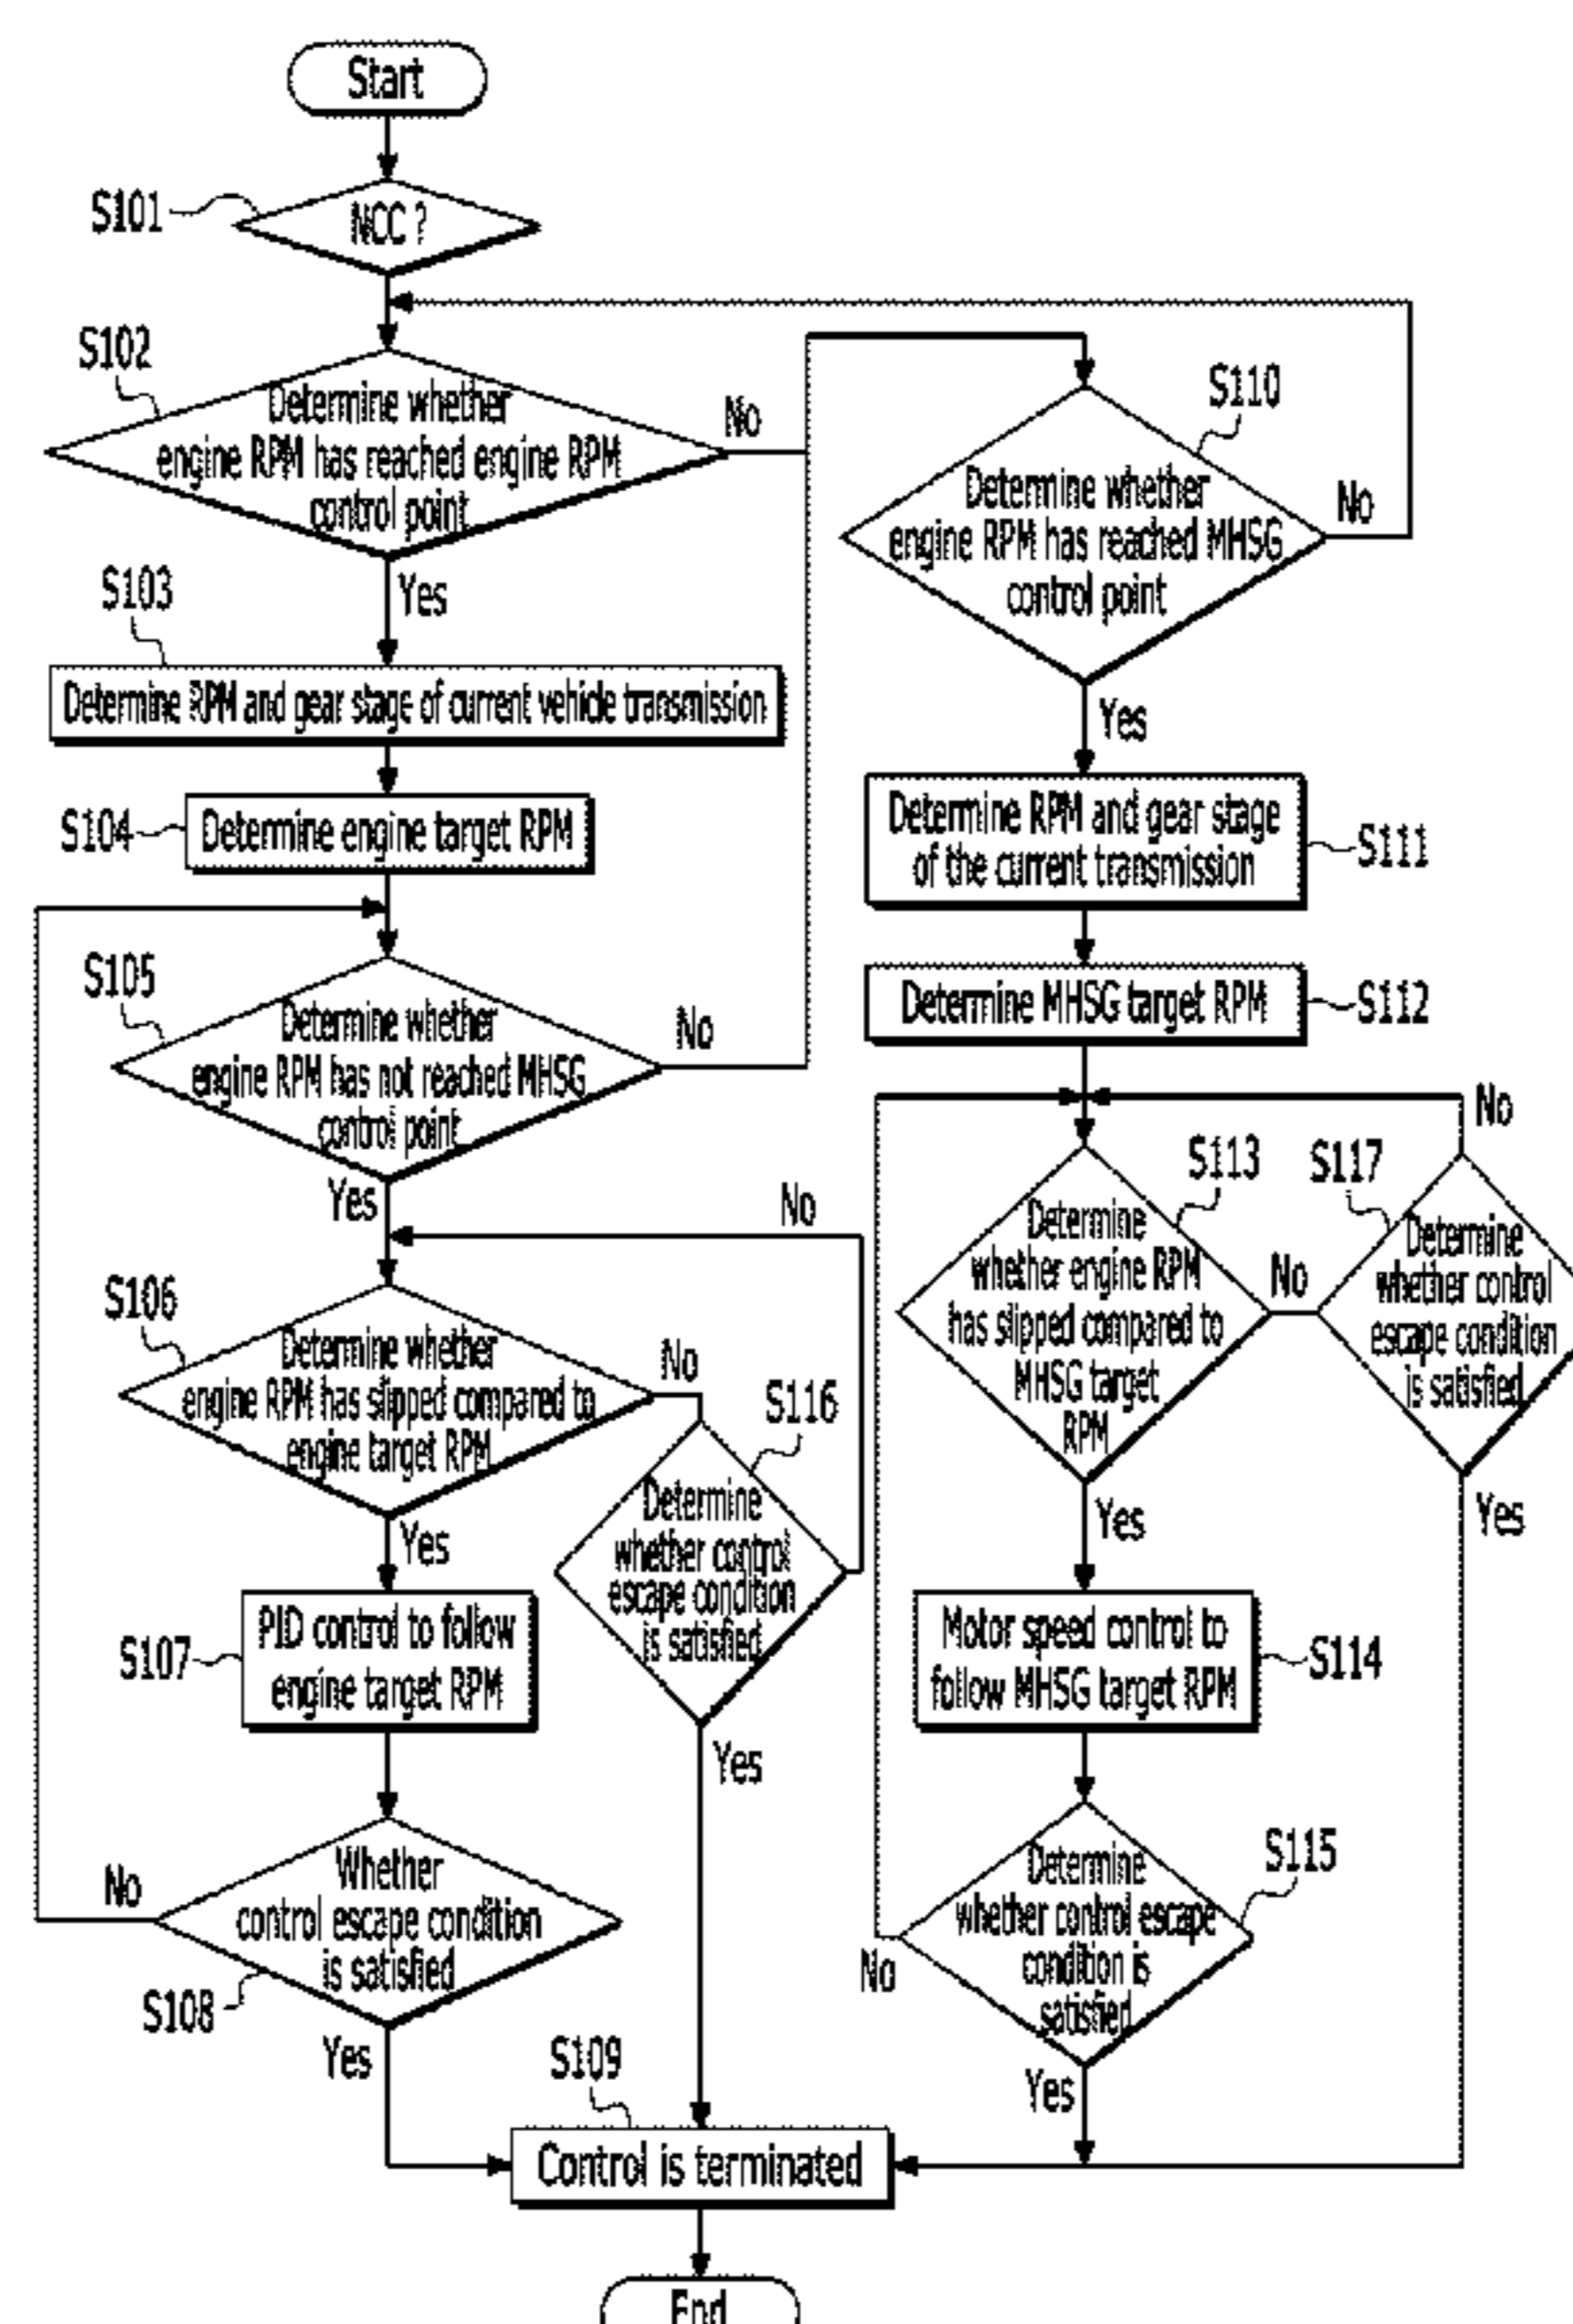 Start
S101
NCC ?
S102
Determine whether
engine RPM has reached engine RPM
control point
No
Yes
S103
Determine RPM and gear stage of current vehicle transmission
S104
Determine engine target RPM
S105
Determine whether
engine RPM has not reached MHSG
control point
No
Yes
No
S106
Determine whether
engine RPM has slipped compared to
engine target RPM
No
Yes
S116
Determine
whether control
escape condition
is satisfied
Yes
S107
PID control to follow
engine target RPM
Whether
control escape condition
is satisfied
No
S108
Yes
S109
Control is terminated
End
S110
Determine whether
engine RPM has reached MHSG
control point
No
Yes
Determine RPM and gear stage
of the current transmission
S111
Determine MHSG target RPM
S112
S113
Determine
whether engine RPM
has slipped compared to
MHSG target
RPM
No
Yes
S117
Determine
whether control
escape condition
is satisfied
No
Yes
Motor speed control to
follow MHSG target RPM
S114
S115
Determine
whether control escape
condition is
satisfied
No
Yes